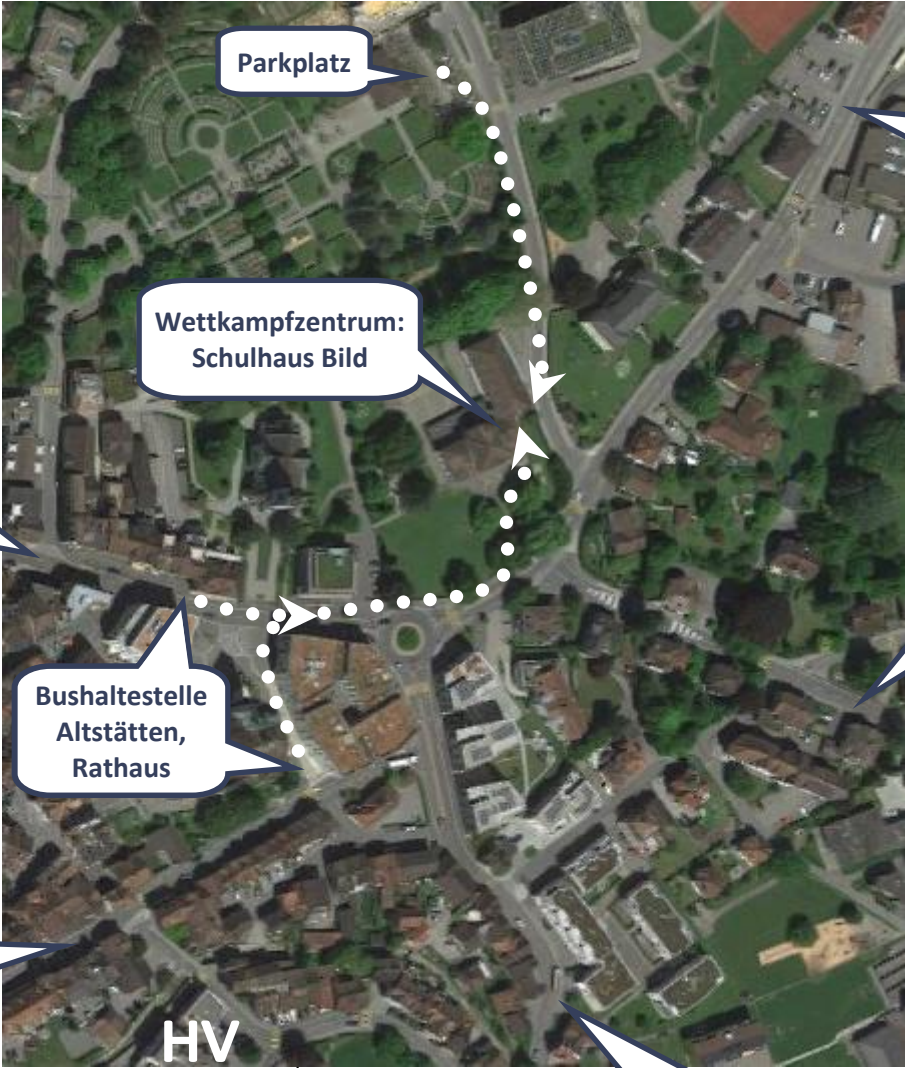 Parkplatz
Wettkampfzentrum:
Schulhaus Bild
Bushaltestelle
Altstätten,
Rathaus
HV